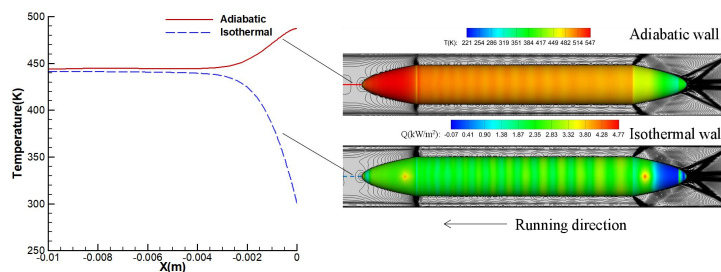 Adiabatic
Isothermal
Temperature(K)
500
450
400
350
300
250
-0.01
-0.008
-0.006
-0.004
-0.002
0
X(m)
T(K): 221 254 286 319 351 384 417 449 482 514 547
Adiabatic wall
Q(kW/m²): -0.07 0.41 0.90 1.38 1.87 2.35 2.83 3.32 3.80 4.28 4.77
Isothermal wall
Running direction